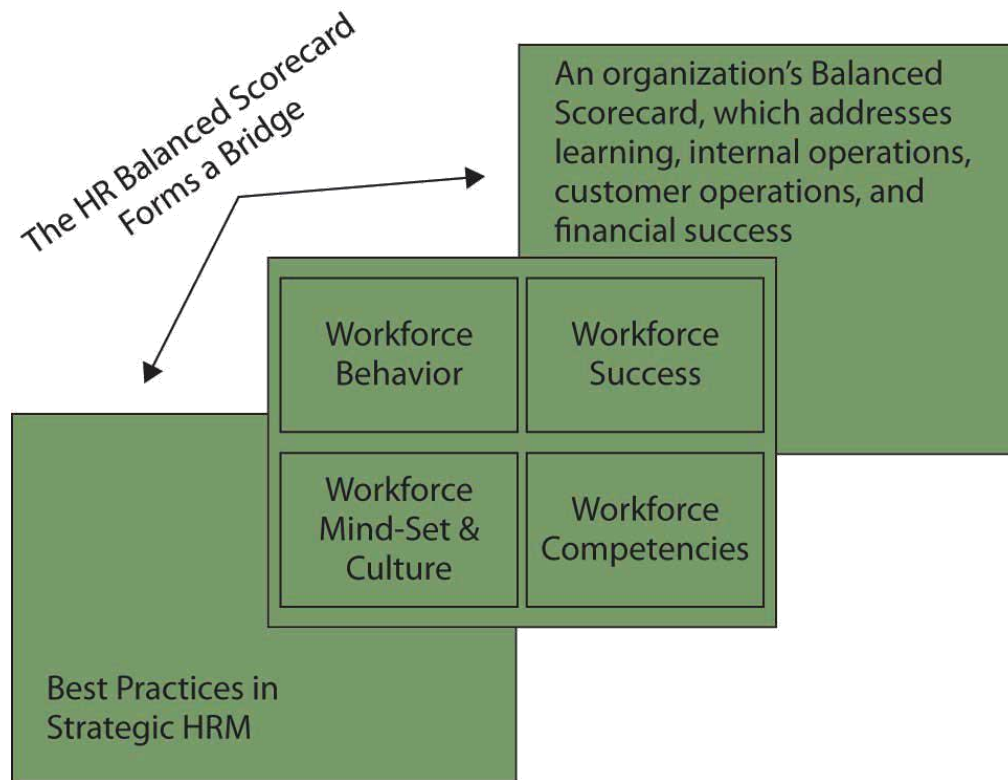 The HR Balanced Scorecard
Forms a Bridge
An organization’s Balanced
Scorecard, which addresses
learning, internal operations,
customer operations, and
financial success
Workforce
Behavior
Workforce
Success
Workforce
Mind-Set &
Culture
Workforce
Competencies
Best Practices in
Strategic HRM